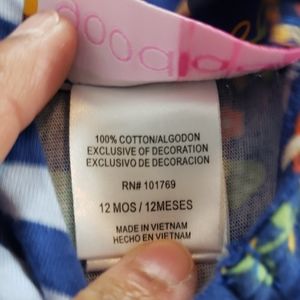 100% COTTON/ALGODON
EXCLUSIVE OF DECORATION
EXCLUSIVO DE DECORACION
RN# 101769
12 MOS / 12MESES
MADE IN VIETNAM
HECHO EN VIETNAM